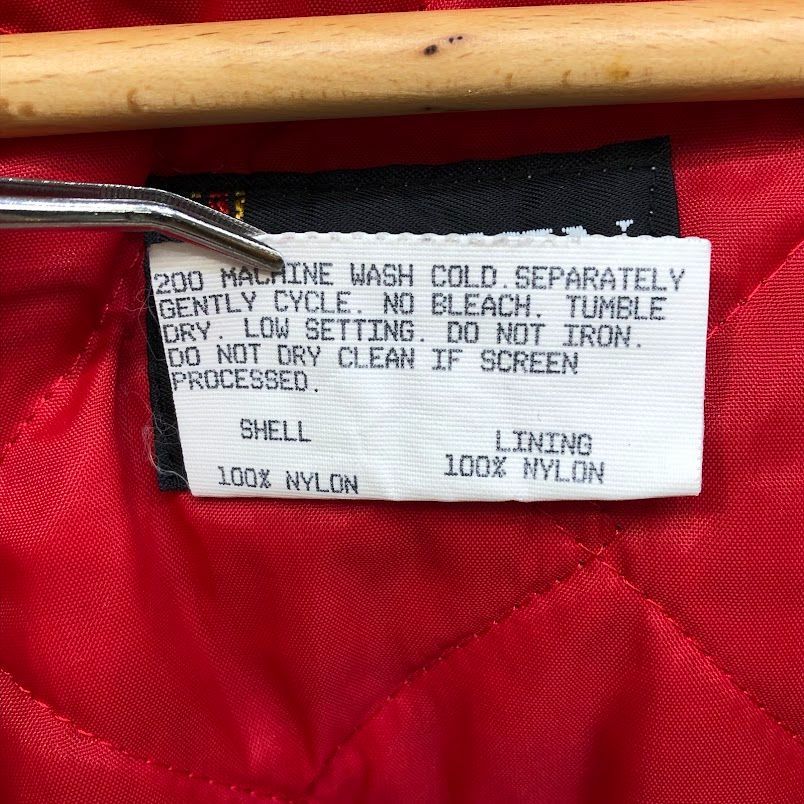 200 MACHINE WASH COLD.SEPARATELY
GENTLY CYCLE. NO BLEACH. TUMBLE
DRY. LOW SETTING. DO NOT IRON.
DO NOT DRY CLEAN IF SCREEN
PROCESSED.
SHELL LINING
100% NYLON 100% NYLON